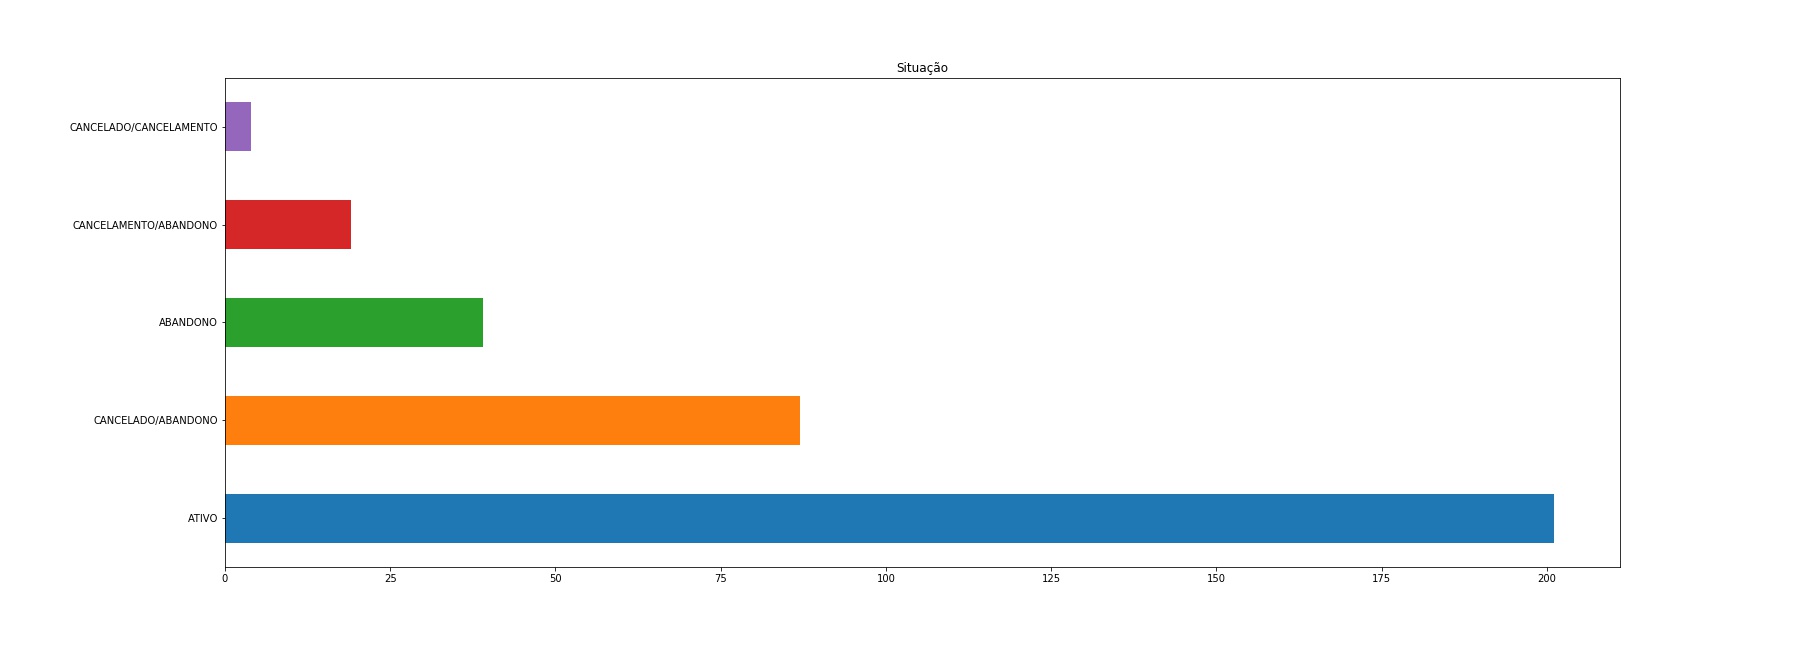 Situação
CANCELADO/CANCELAMENTO
CANCELAMENTO/ABANDONO
ABANDONO
CANCELADO/ABANDONO
ATIVO
0 25 50 75 100 125 150 175 200